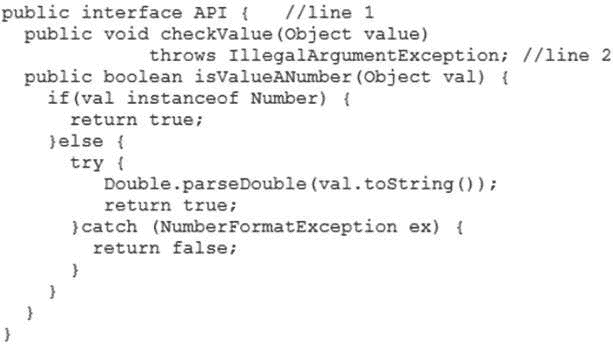 public interface API {   //line 1
  public void checkValue(Object value)
             throws IllegalArgumentException; //line 2
  public boolean isValueANumber(Object val) {
    if(val instanceof Number) {
      return true;
    }else {
      try {
         Double.parseDouble(val.toString());
         return true;
      }catch (NumberFormatException ex) {
        return false;
      }
    }
  }
}